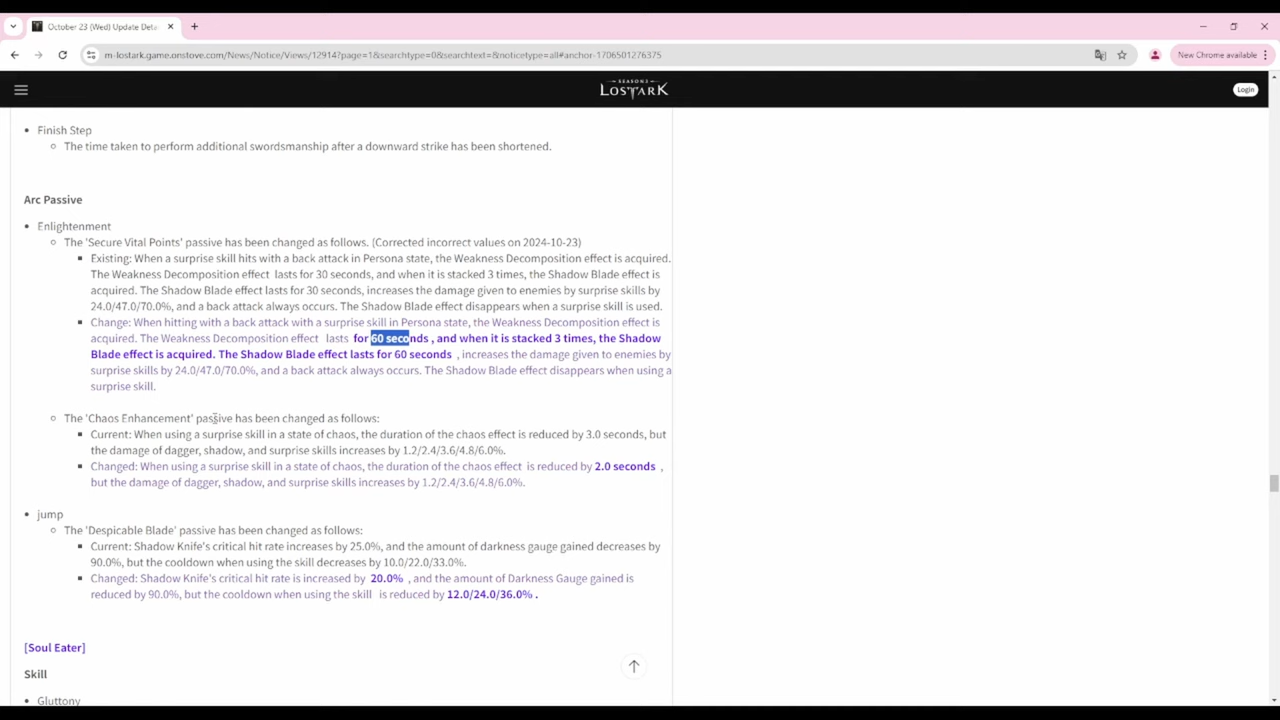 October 23 (Wed) Update Deta
m-lostark.game.onstove.com/News/Notice/Views/12914?page=1&searchtype=0&searchtext=&noticetype=all#anchor-1706501276375
New Chrome available
SEASON3
LOSTARK
Login
• Finish Step
The time taken to perform additional swordsmanship after a downward strike has been shortened.
Arc Passive
• Enlightenment
The 'Secure Vital Points' passive has been changed as follows. (Corrected incorrect values on 2024-10-23)
Existing: When a surprise skill hits with a back attack in Persona state, the Weakness Decomposition effect is acquired.
The Weakness Decomposition effect lasts for 30 seconds, and when it is stacked 3 times, the Shadow Blade effect is
acquired. The Shadow Blade effect lasts for 30 seconds, increases the damage given to enemies by surprise skills by
24.0/47.0/70.0%, and a back attack always occurs. The Shadow Blade effect disappears when a surprise skill is used.
Change: When hitting with a back attack with a surprise skill in Persona state, the Weakness Decomposition effect is
acquired. The Weakness Decomposition effect lasts for 60 seconds , and when it is stacked 3 times, the Shadow
Blade effect is acquired. The Shadow Blade effect lasts for 60 seconds , increases the damage given to enemies by
surprise skills by 24.0/47.0/70.0%, and a back attack always occurs. The Shadow Blade effect disappears when using a
surprise skill.
The 'Chaos Enhancement' passive has been changed as follows:
Current: When using a surprise skill in a state of chaos, the duration of the chaos effect is reduced by 3.0 seconds, but
the damage of dagger, shadow, and surprise skills increases by 1.2/2.4/3.6/4.8/6.0%.
Changed: When using a surprise skill in a state of chaos, the duration of the chaos effect is reduced by 2.0 seconds ,
but the damage of dagger, shadow, and surprise skills increases by 1.2/2.4/3.6/4.8/6.0%.
• jump
The 'Despicable Blade' passive has been changed as follows:
Current: Shadow Knife's critical hit rate increases by 25.0%, and the amount of darkness gauge gained decreases by
90.0%, but the cooldown when using the skill decreases by 10.0/22.0/33.0%.
Changed: Shadow Knife's critical hit rate is increased by 20.0% , and the amount of Darkness Gauge gained is
reduced by 90.0%, but the cooldown when using the skill is reduced by 12.0/24.0/36.0% .
[Soul Eater]
Skill
• Gluttony